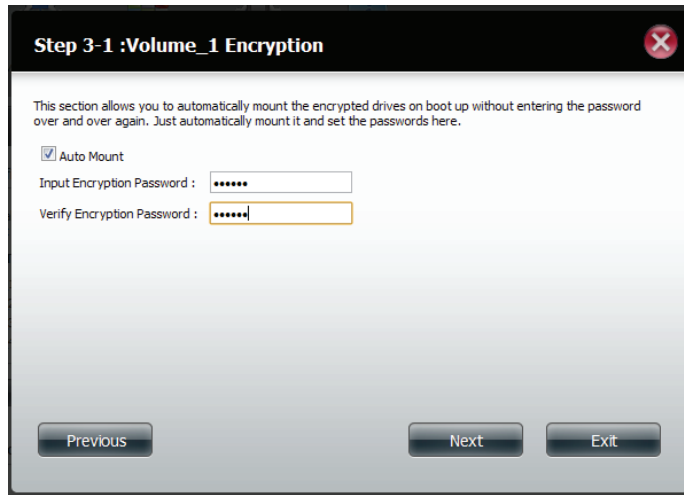 Step 3-1 :Volume_1 Encryption
This section allows you to automatically mount the encrypted drives on boot up without entering the password
over and over again. Just automatically mount it and set the passwords here.
Auto Mount
Input Encryption Password : ••••••
Verify Encryption Password : ••••••
Previous Next Exit